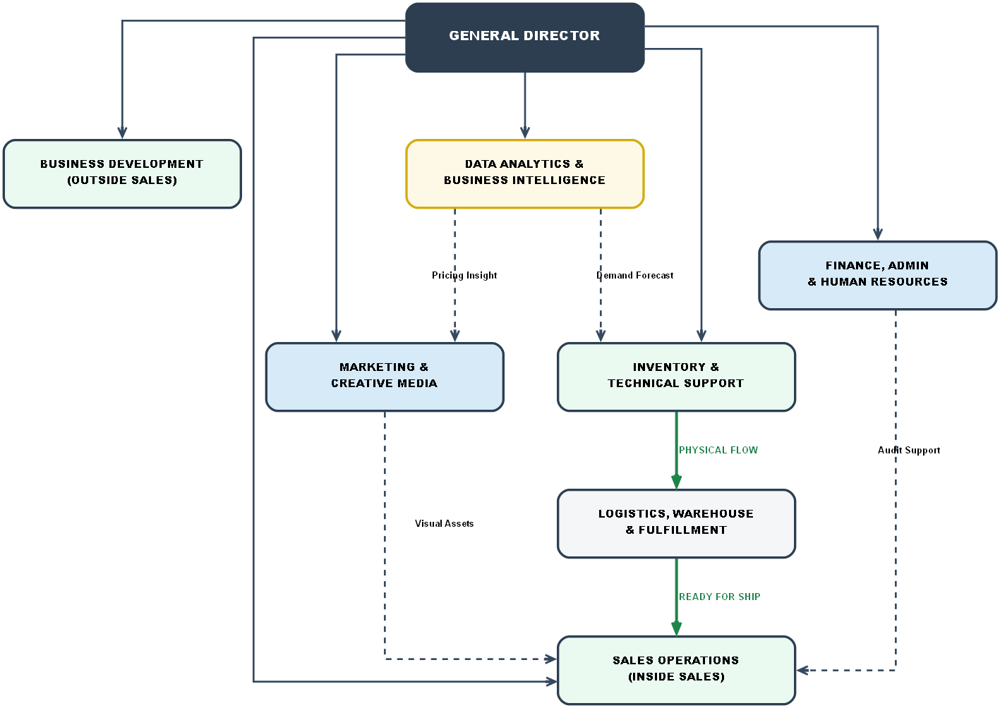 GENERAL DIRECTOR
BUSINESS DEVELOPMENT
(OUTSIDE SALES)
DATA ANALYTICS &
BUSINESS INTELLIGENCE
FINANCE, ADMIN
& HUMAN RESOURCES
Pricing Insight
Demand Forecast
MARKETING &
CREATIVE MEDIA
INVENTORY &
TECHNICAL SUPPORT
PHYSICAL FLOW
Audit Support
LOGISTICS, WAREHOUSE
& FULFILLMENT
Visual Assets
READY FOR SHIP
SALES OPERATIONS
(INSIDE SALES)